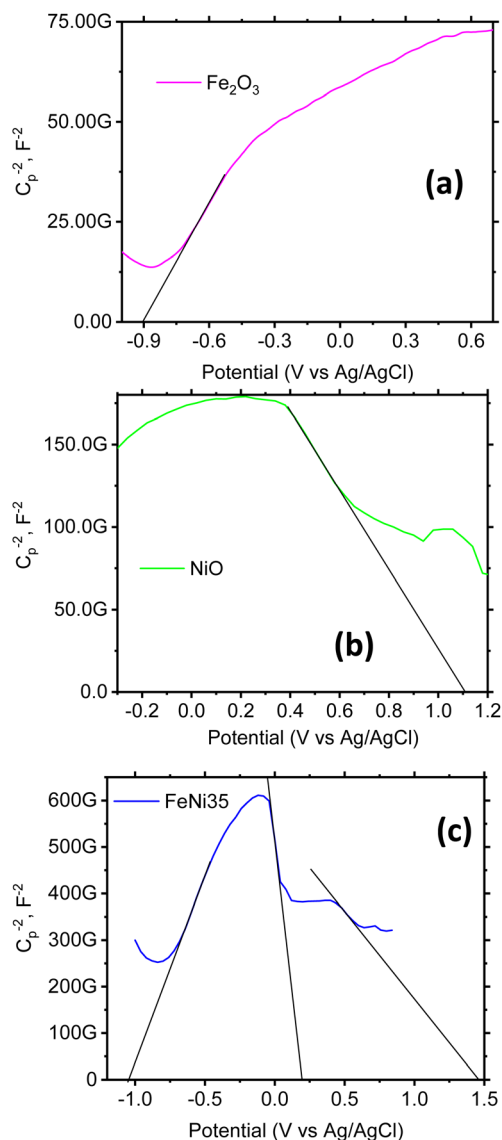 75.00G
Fe₂O₃
50.00G
Cₚ⁻², F⁻²
(a)
25.00G
0.00
-0.9 -0.6 -0.3 0.0 0.3 0.6
Potential (V vs Ag/AgCl)
150.0G
Cₚ⁻², F⁻²
100.0G
NiO
50.0G
(b)
0.0
-0.2 0.0 0.2 0.4 0.6 0.8 1.0 1.2
Potential (V vs Ag/AgCl)
600G
FeNi35
(c)
500G
400G
Cₚ⁻², F⁻²
300G
200G
100G
0
-1.0 -0.5 0.0 0.5 1.0 1.5
Potential (V vs Ag/AgCl)